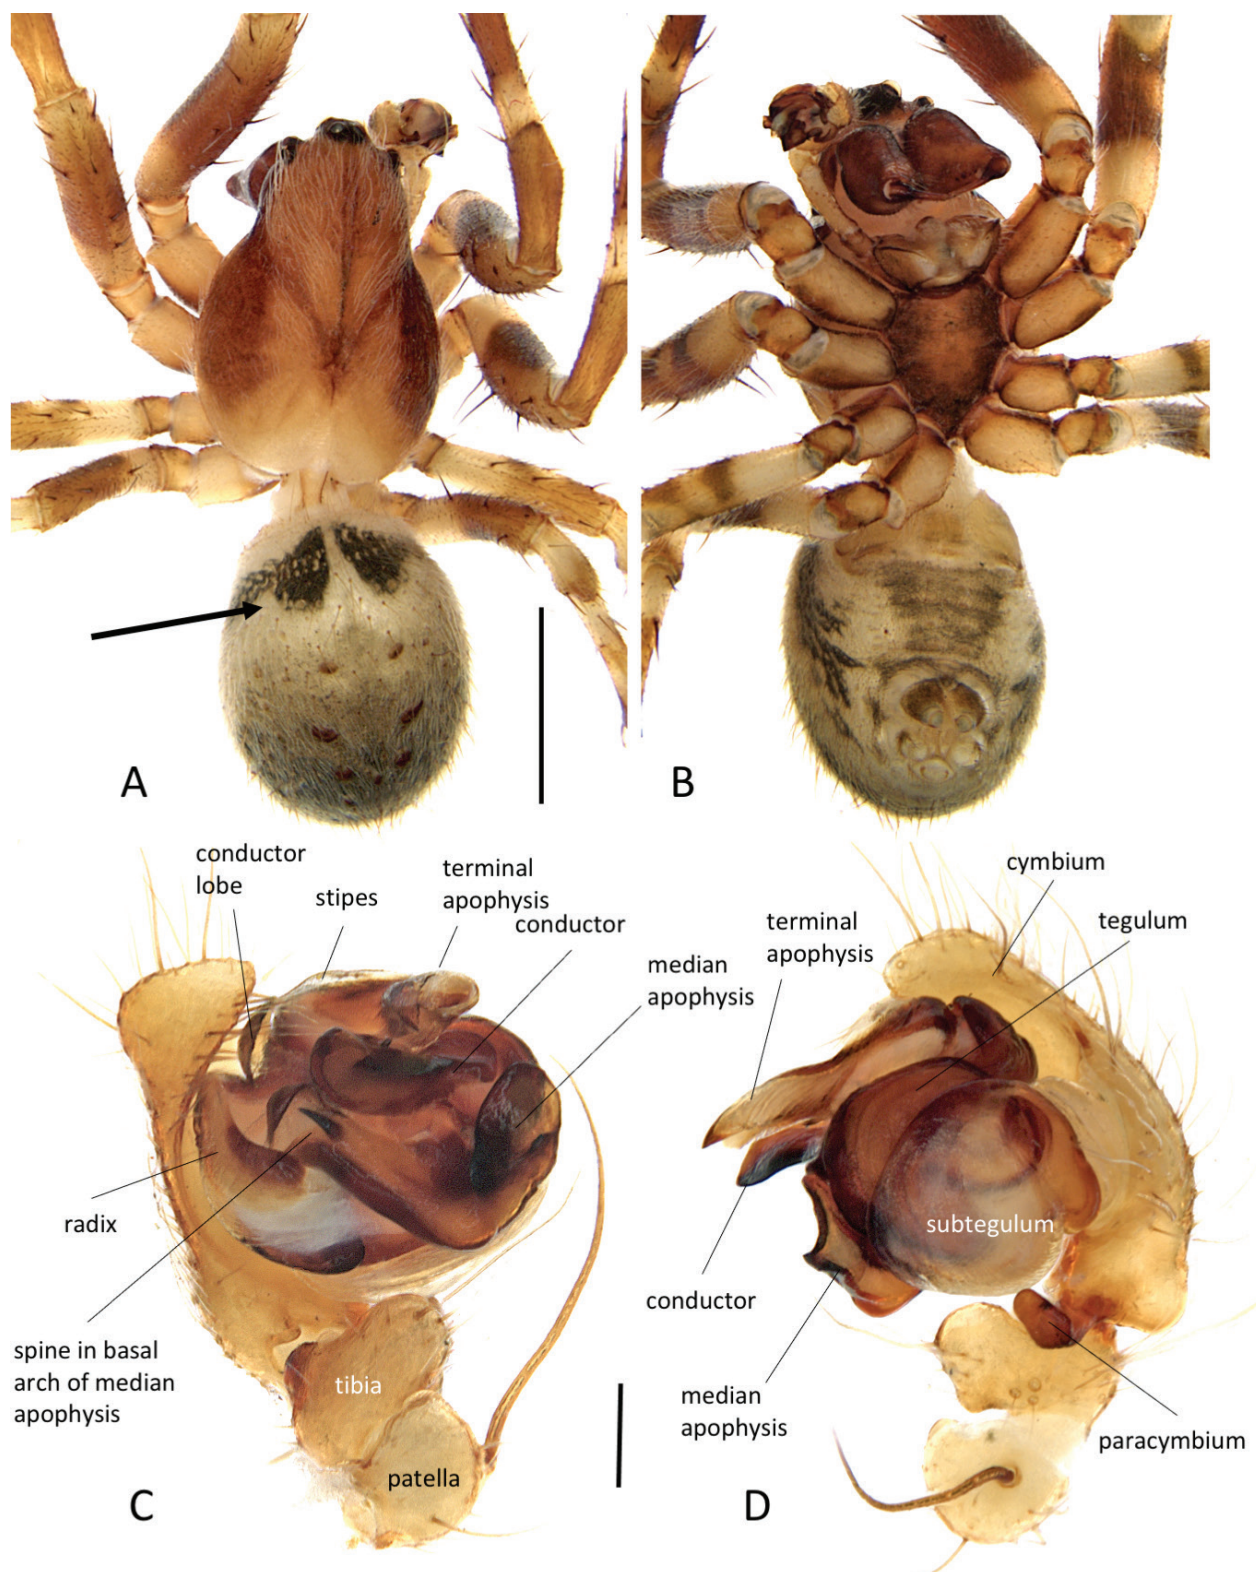 A
B
conductor
lobe
stipes
terminal
apophysis
conductor
median
apophysis
radix
spine in basal
arch of median
apophysis
tibia
patella
C
cymbium
terminal
apophysis
tegulum
subtegulum
conductor
median
apophysis
paracymbium
D